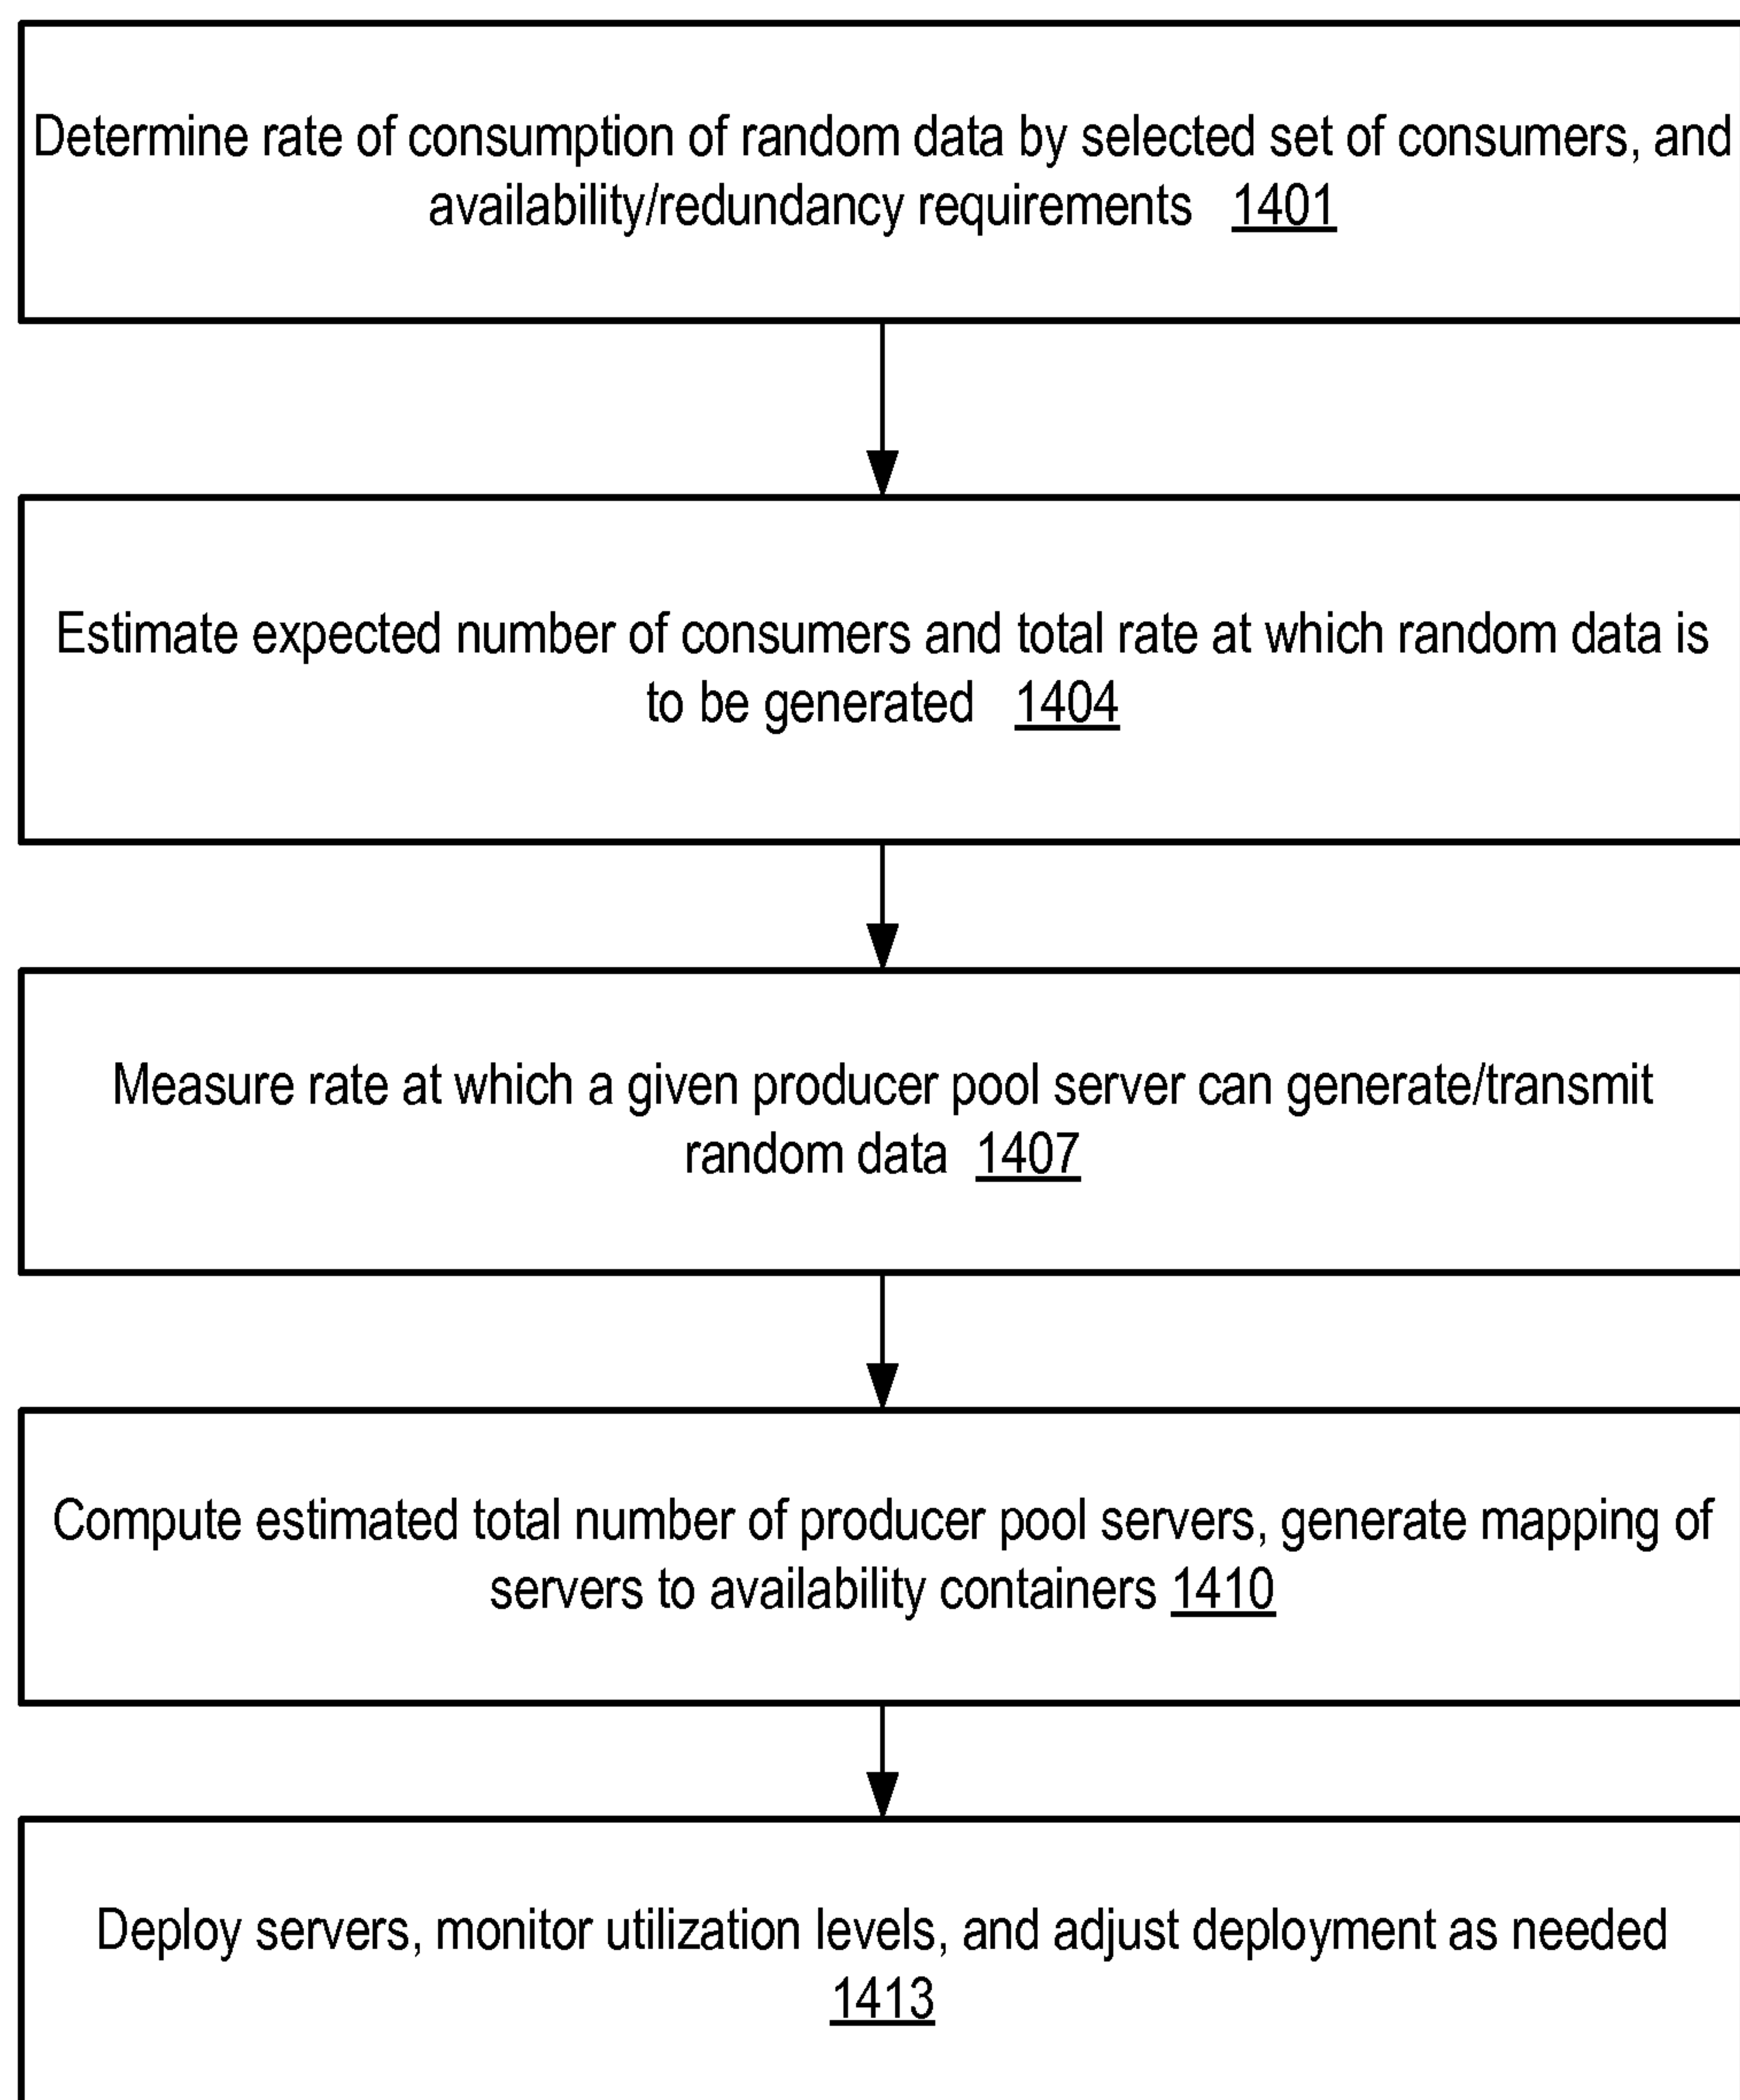 Determine rate of consumption of random data by selected set of consumers, and
availability/redundancy requirements 1401
Estimate expected number of consumers and total rate at which random data is
to be generated 1404
Measure rate at which a given producer pool server can generate/transmit
random data 1407
Compute estimated total number of producer pool servers, generate mapping of
servers to availability containers 1410
Deploy servers, monitor utilization levels, and adjust deployment as needed
1413